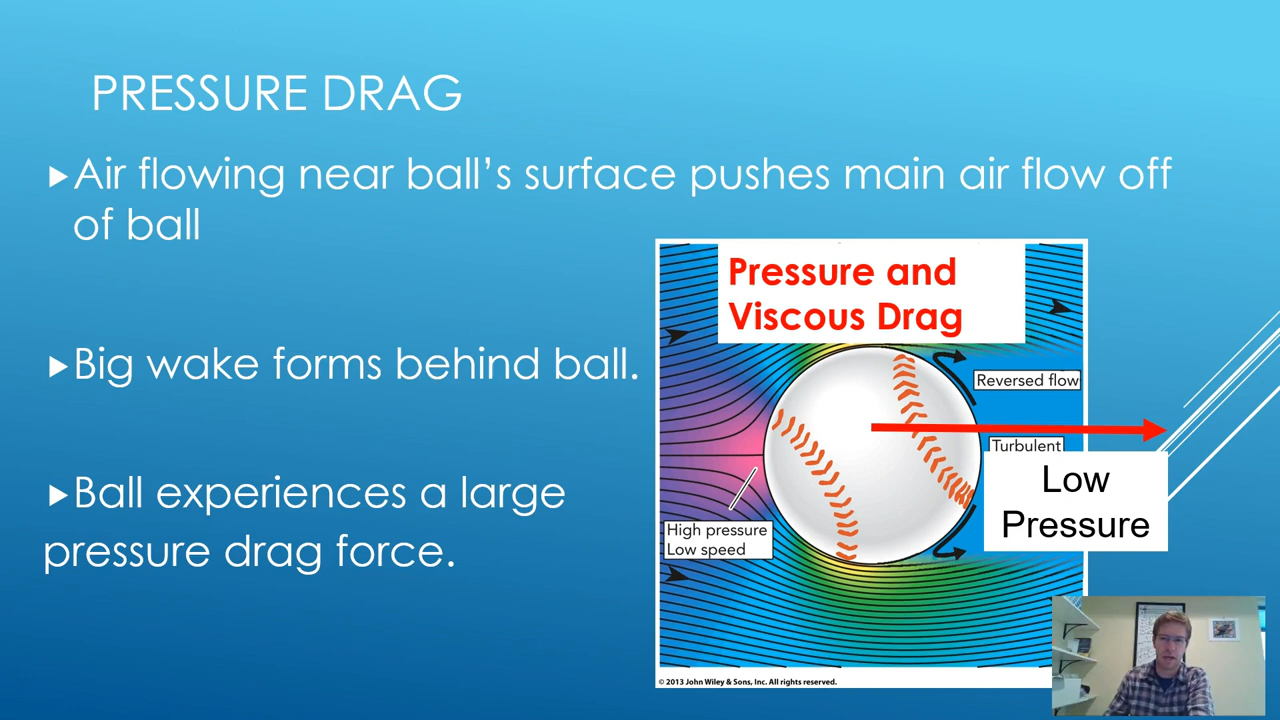 PRESSURE DRAG
Air flowing near ball's surface pushes main air flow off
of ball
Big wake forms behind ball.
Ball experiences a large
pressure drag force.
Pressure and
Viscous Drag
Reversed flow
Turbulent
Low
Pressure
High pressure
Low speed
© 2013 John Wiley & Sons, Inc. All rights reserved.